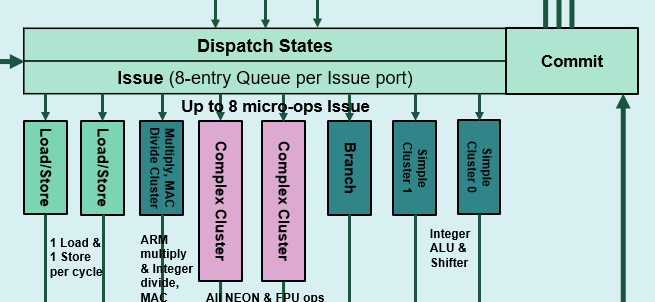 Dispatch States
Commit
Issue (8-entry Queue per Issue port)
Up to 8 micro-ops Issue
Load/Store
Load/Store
Multiply, MAC
Divide Cluster
Complex Cluster
Complex Cluster
Branch
Simple
Cluster 1
Simple
Cluster 0
1 Load &
1 Store
per cycle
ARM
multiply
& Integer
divide,
MAC
All NEON & FPU ops
Integer
ALU &
Shifter